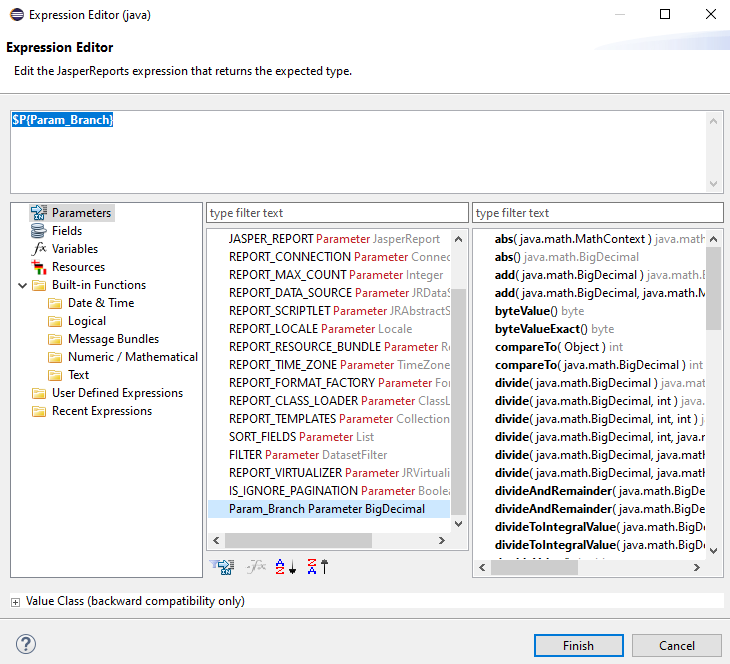 Expression Editor (java)
Expression Editor
Edit the JasperReports expression that returns the expected type.
$P{Param_Branch}
Parameters
Fields
Variables
Resources
Built-in Functions
Date & Time
Logical
Message Bundles
Numeric / Mathematical
Text
User Defined Expressions
Recent Expressions
type filter text
JASPER_REPORT Parameter JasperReport
REPORT_CONNECTION Parameter Connec
REPORT_MAX_COUNT Parameter Integer
REPORT_DATA_SOURCE Parameter JRDataS
REPORT_SCRIPTLET Parameter JRAbstractS
REPORT_LOCALE Parameter Locale
REPORT_RESOURCE_BUNDLE Parameter Re
REPORT_TIME_ZONE Parameter TimeZone
REPORT_FORMAT_FACTORY Parameter For
REPORT_CLASS_LOADER Parameter ClassL
REPORT_TEMPLATES Parameter Collection
SORT_FIELDS Parameter List
FILTER Parameter DatasetFilter
REPORT_VIRTUALIZER Parameter JRVirtuali
IS_IGNORE_PAGINATION Parameter Boolea
Param_Branch Parameter BigDecimal
type filter text
abs( java.math.MathContext ) java.math
abs() java.math.BigDecimal
add( java.math.BigDecimal ) java.math.B
add( java.math.BigDecimal, java.math.M
byteValue() byte
byteValueExact() byte
compareTo( Object ) int
compareTo( java.math.BigDecimal ) int
divide( java.math.BigDecimal ) java.mat
divide( java.math.BigDecimal, int ) java.
divide( java.math.BigDecimal, int, int ) j
divide( java.math.BigDecimal, int, java.r
divide( java.math.BigDecimal, java.math
divide( java.math.BigDecimal, java.math
divideAndRemainder( java.math.BigDe
divideAndRemainder( java.math.BigDe
divideToIntegralValue( java.math.BigD
divideToIntegralValue( java.math.BigD
Value Class (backward compatibility only)
Finish
Cancel